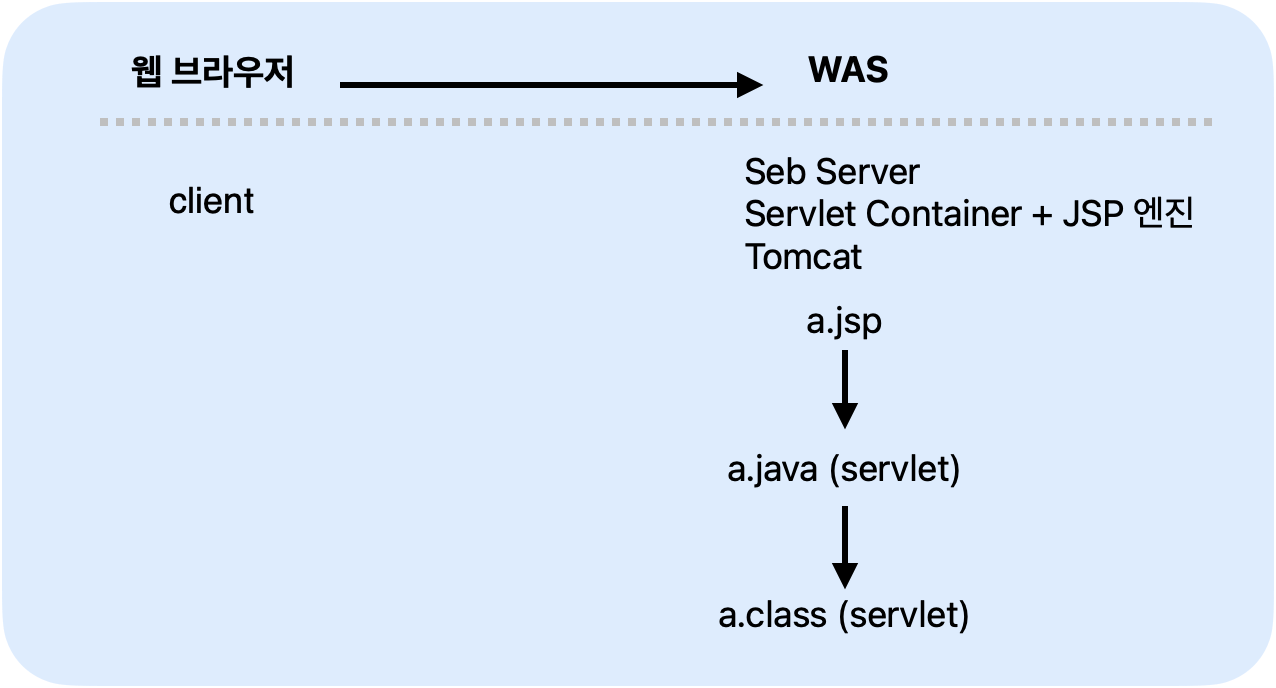 웹 브라우저
WAS
client
Seb Server
Servlet Container + JSP 엔진
Tomcat
a.jsp
a.java (servlet)
a.class (servlet)